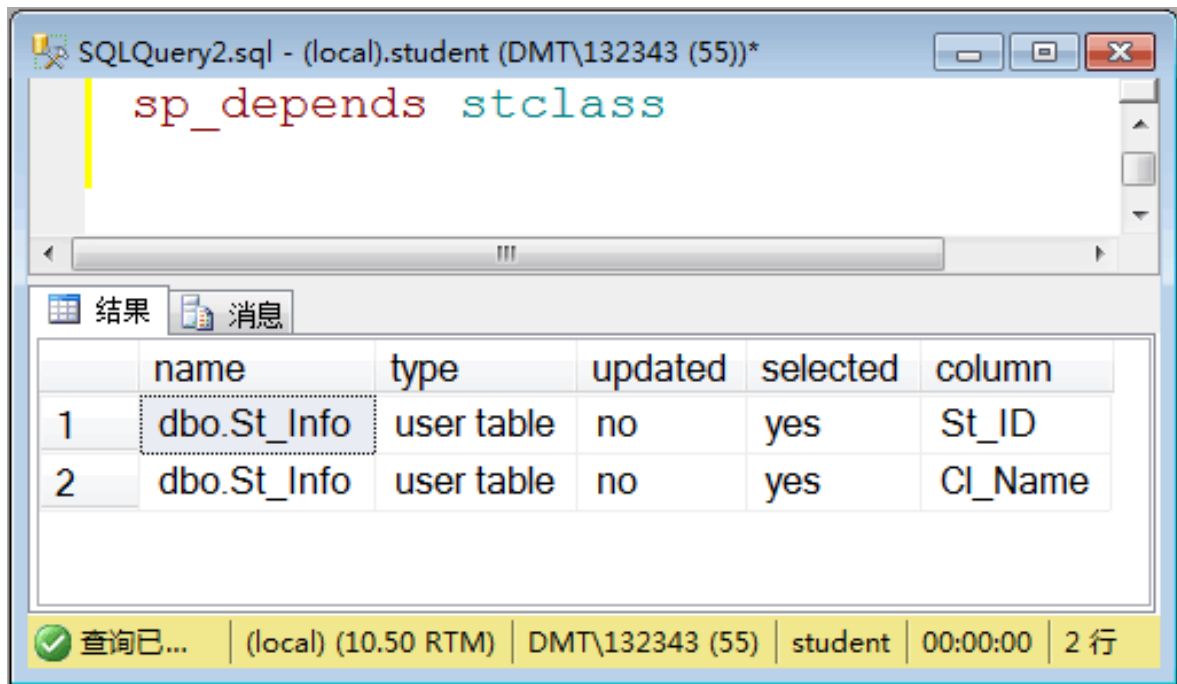 SQLQuery2.sql - (local).student (DMT\132343 (55))*
sp_depends stclass
结果 消息
name type updated selected column
1 dbo.St_Info user table no yes St_ID
2 dbo.St_Info user table no yes Cl_Name
查询已... (local) (10.50 RTM) DMT\132343 (55) student 00:00:00 2 行